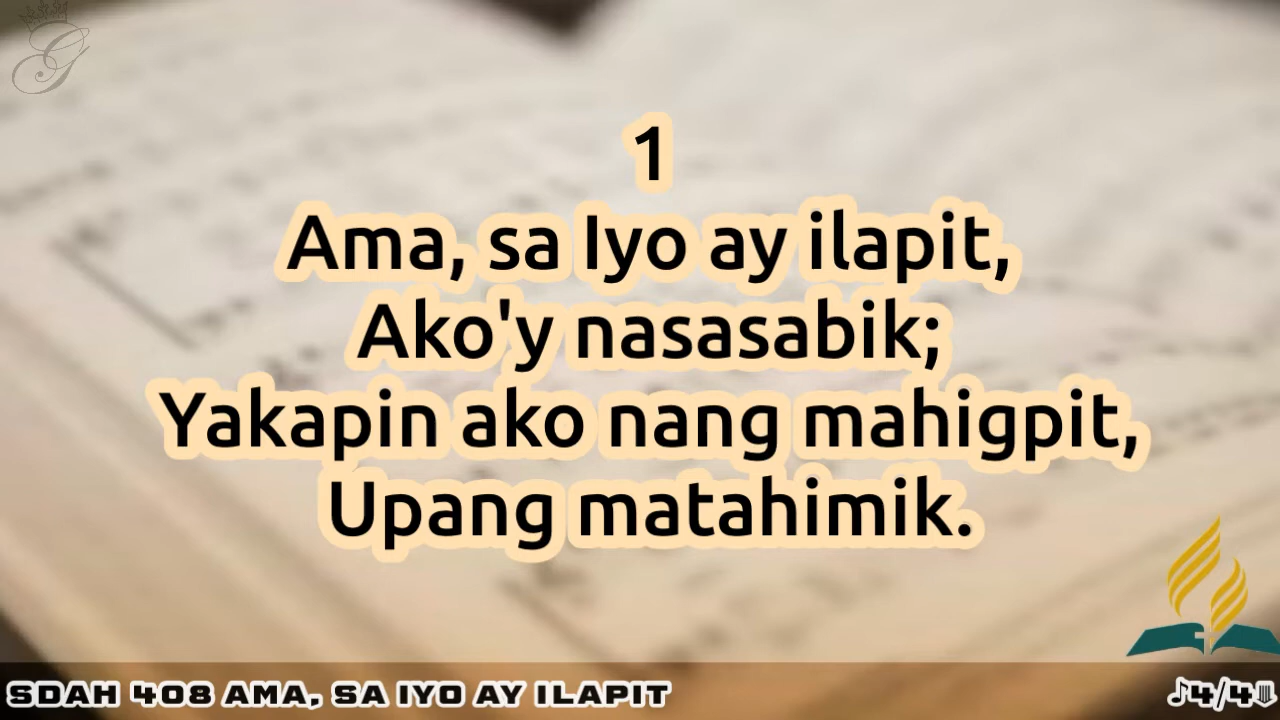 1
Ama, sa Iyo ay ilapit,
Ako'y nasasabik;
Yakapin ako nang mahigpit,
Upang matahimik.
SDAH 408 AMA, SA IYO AY ILAPIT
♪4/4